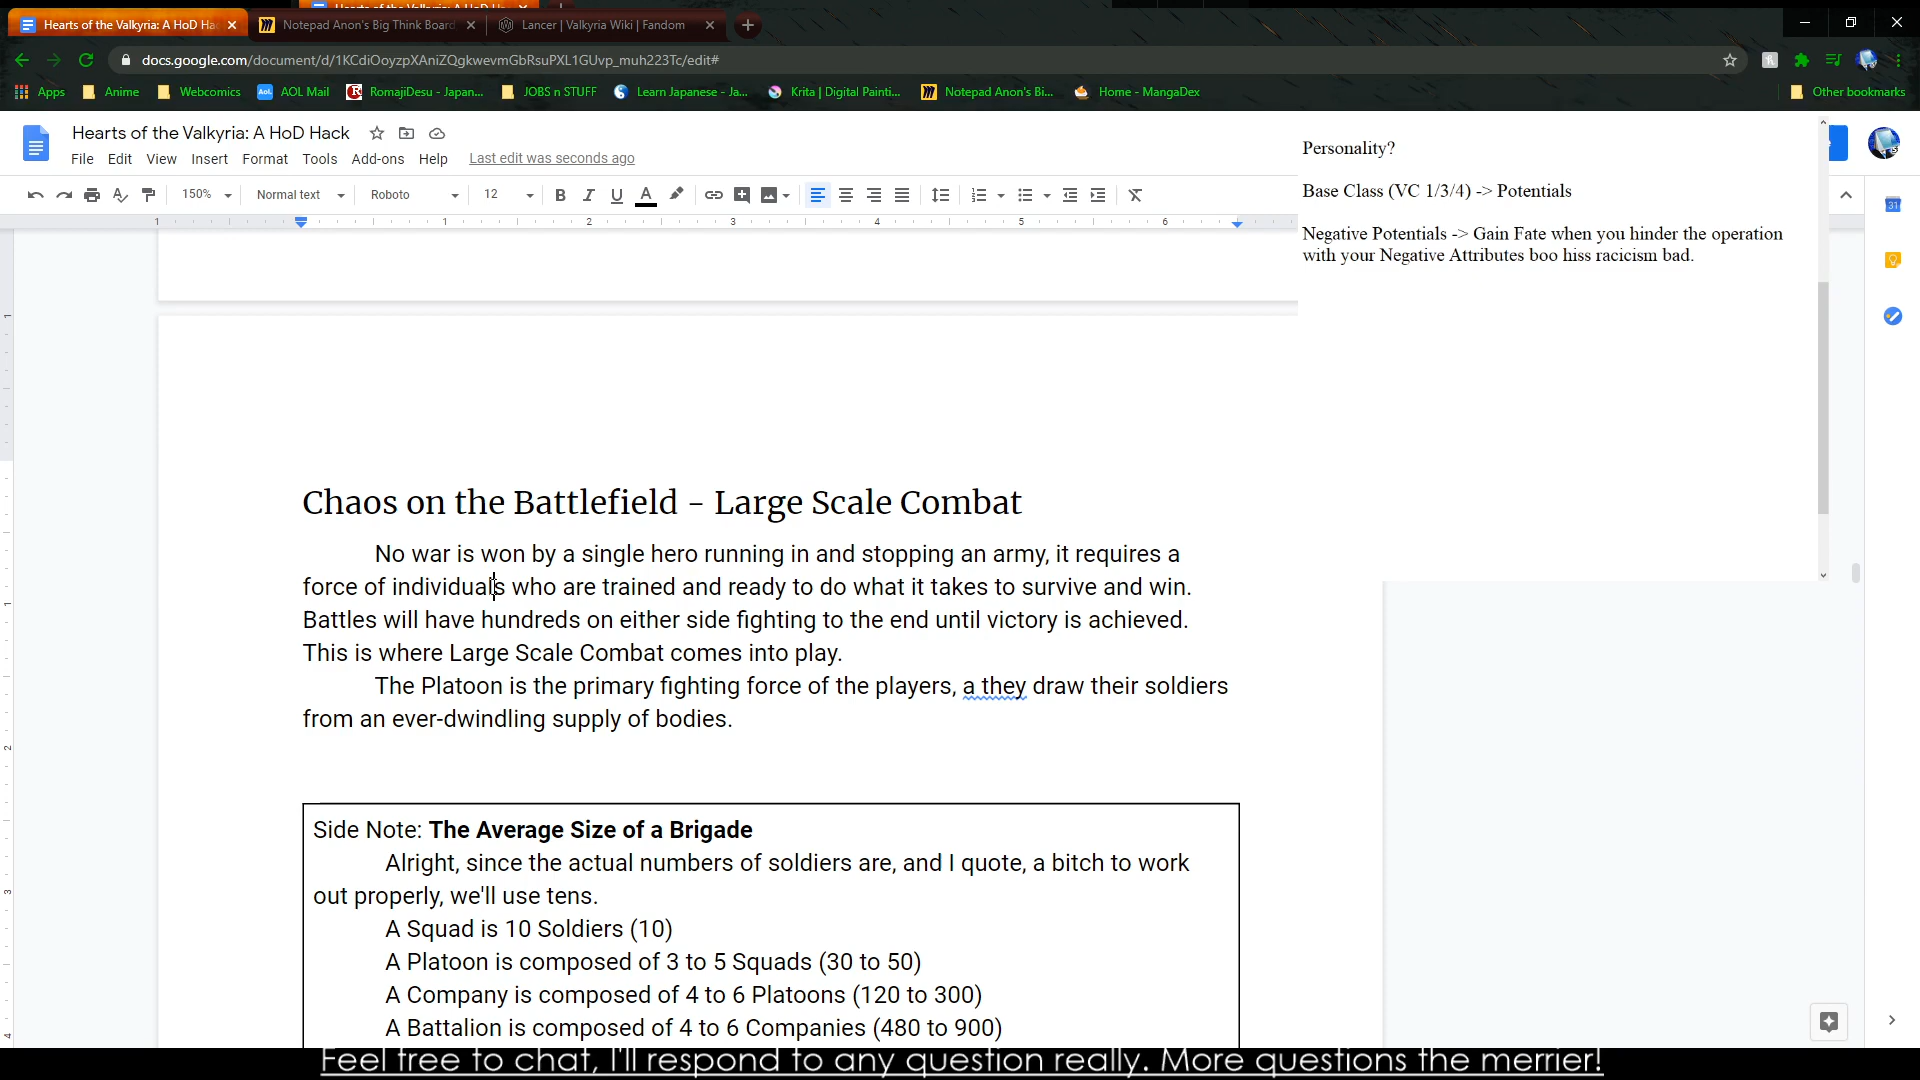 Hearts of the Valkyria: A HoD Ha
Notepad Anon's Big Think Board
Lancer | Valkyria Wiki | Fandom
docs.google.com/document/d/1KCdiOoyzpXAniZQgkwevmGbRsuPXL1GUvp_muh223Tc/edit#
Apps
Anime
Webcomics
AOL Mail
RomajiDesu - Japan...
JOBS n STUFF
Learn Japanese - Ja...
Krita | Digital Painti...
Notepad Anon's Bi...
Home - MangaDex
Other bookmarks
Hearts of the Valkyria: A HoD Hack
File Edit View Insert Format Tools Add-ons Help Last edit was seconds ago
150% Normal text Roboto 12
1 1 2 3 4 5 6
Personality?
Base Class (VC 1/3/4) -> Potentials
Negative Potentials -> Gain Fate when you hinder the operation
with your Negative Attributes boo hiss racicism bad.
Chaos on the Battlefield - Large Scale Combat
No war is won by a single hero running in and stopping an army, it requires a
force of individuals who are trained and ready to do what it takes to survive and win.
Battles will have hundreds on either side fighting to the end until victory is achieved.
This is where Large Scale Combat comes into play.
The Platoon is the primary fighting force of the players, a they draw their soldiers
from an ever-dwindling supply of bodies.
Side Note: The Average Size of a Brigade
Alright, since the actual numbers of soldiers are, and I quote, a bitch to work
out properly, we'll use tens.
A Squad is 10 Soldiers (10)
A Platoon is composed of 3 to 5 Squads (30 to 50)
A Company is composed of 4 to 6 Platoons (120 to 300)
A Battalion is composed of 4 to 6 Companies (480 to 900)
Feel free to chat, I'll respond to any question really. More questions the merrier!